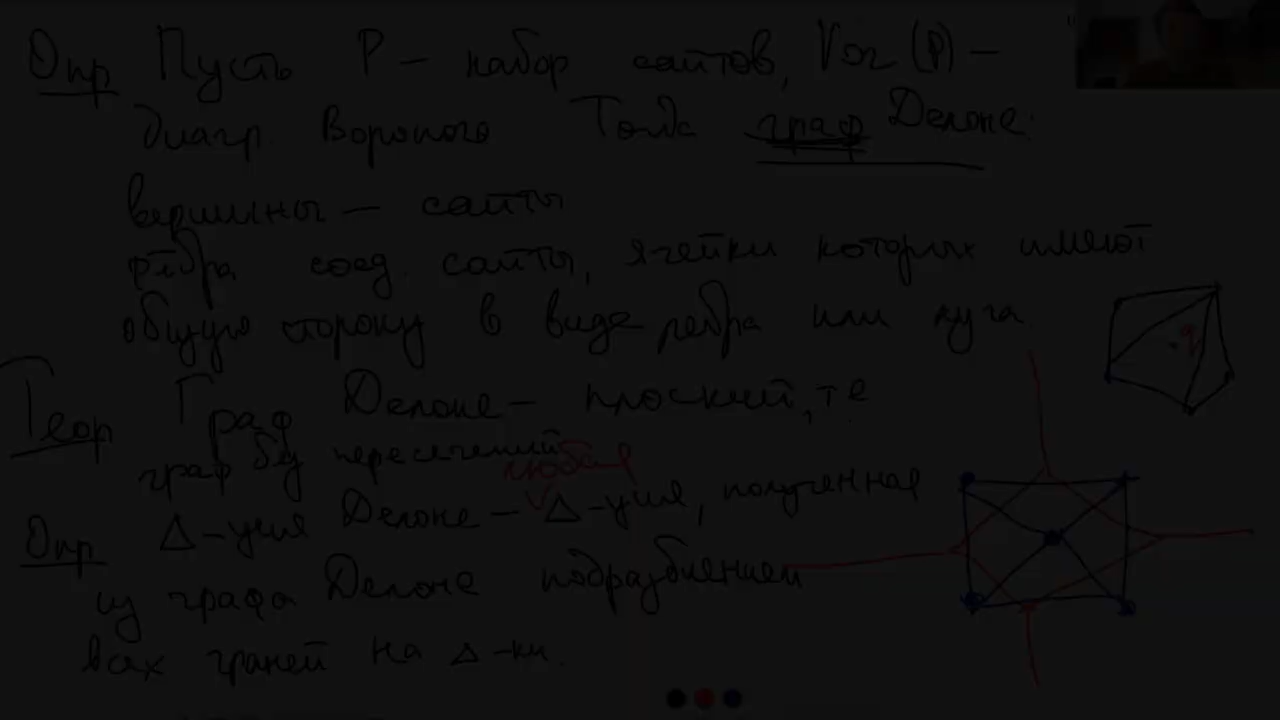 Опр Пусть P – набор сайтов, Vor(P) –
диагр. Вороного Тогда граф Делоне:
вершины – сайты
рёбра соед. сайты, ячейки которых имеют
общую сторону в виде ребра или луча
Теор Граф Делоне – плоский, т е
граф без пересечений
любая
Опр Δ-ция Делоне – Δ-ция, полученная
из графа Делоне подразбиением
всех граней на Δ-ки.
q